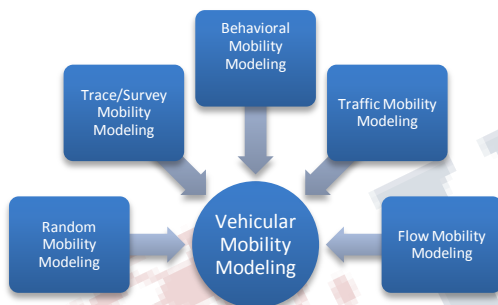 Behavioral
Mobility
Modeling
Trace/Survey
Mobility
Modeling
Traffic Mobility
Modeling
Random
Mobility
Modeling
Vehicular
Mobility
Modeling
Flow Mobility
Modeling